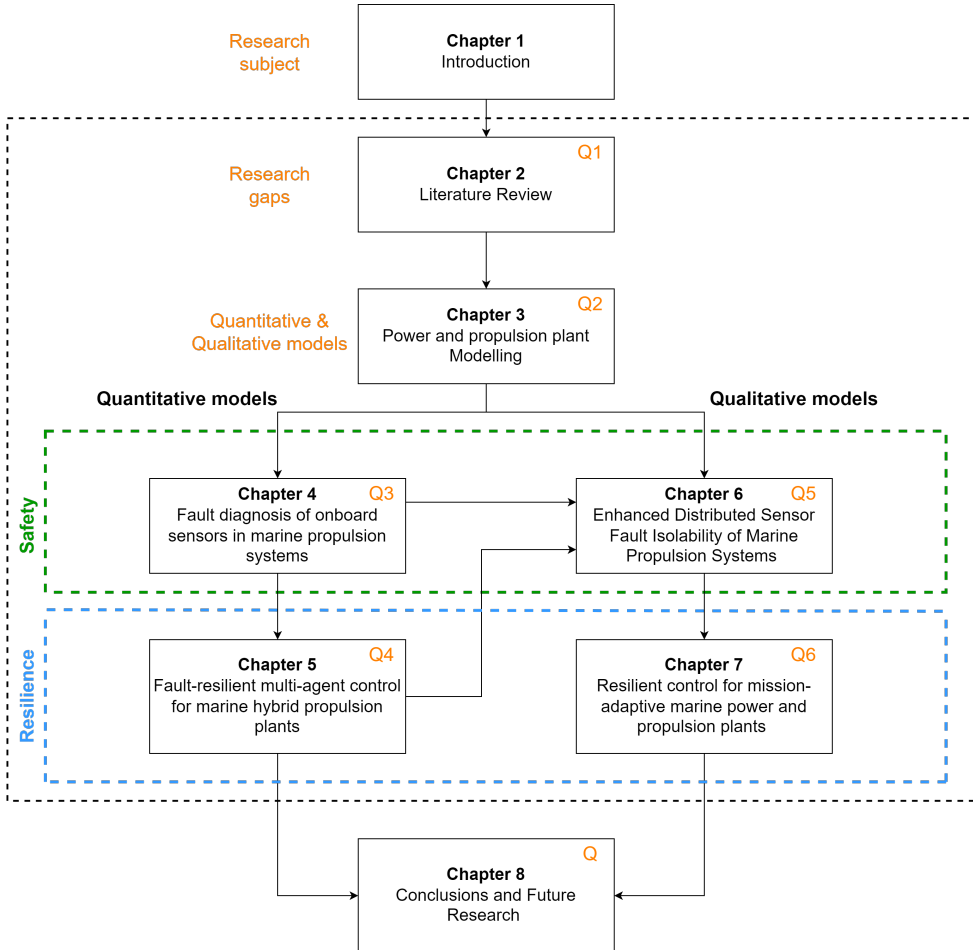 Research
subject
Chapter 1
Introduction
Q1
Research
gaps
Chapter 2
Literature Review
Q2
Quantitative &
Qualitative models
Chapter 3
Power and propulsion plant
Modelling
Quantitative models
Qualitative models
Safety
Chapter 4
Q3
Fault diagnosis of onboard
sensors in marine propulsion
systems
Chapter 6
Q5
Enhanced Distributed Sensor
Fault Isolability of Marine
Propulsion Systems
Resilience
Chapter 5
Q4
Fault-resilient multi-agent control
for marine hybrid propulsion
plants
Chapter 7
Q6
Resilient control for mission-
adaptive marine power and
propulsion plants
Q
Chapter 8
Conclusions and Future
Research